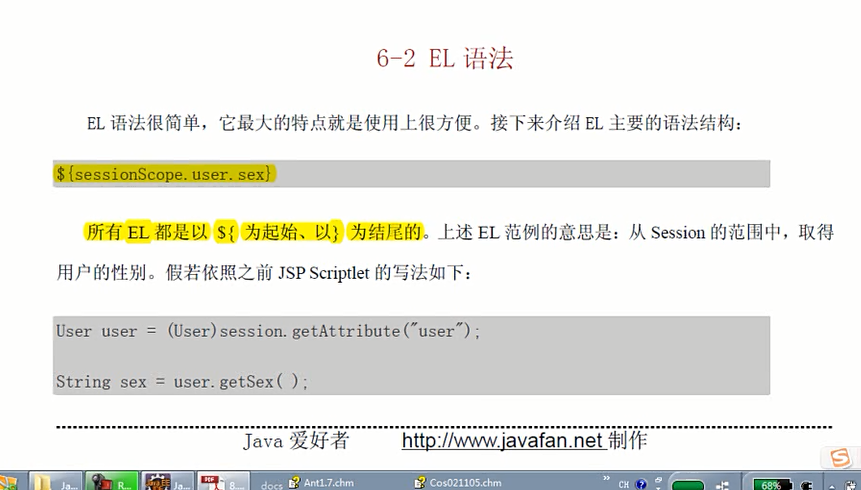 6-2 EL 语法
EL 语法很简单，它最大的特点就是使用上很方便。接下来介绍 EL 主要的语法结构：
${sessionScope.user.sex}
所有 EL 都是以 ${ 为起始、以} 为结尾的。上述 EL 范例的意思是：从 Session 的范围中，取得
用户的性别。假若依照之前 JSP Scriptlet 的写法如下：
User user = (User)session.getAttribute("user");
String sex = user.getSex( );
Java 爱好者 http://www.javafan.net 制作
Ja... R... Ja... 8... docs Ant1.7.chm Cos021105.chm » CH 68%